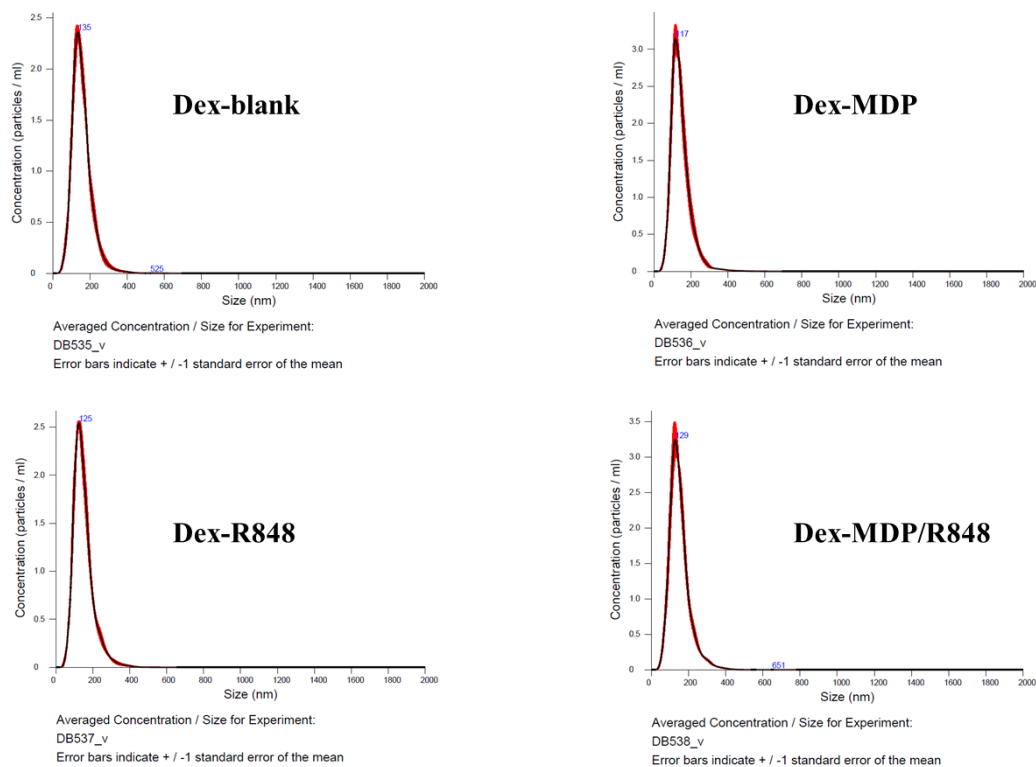 Dex-blank
135
525
Concentration (particles / ml)
2.5
2.0
1.5
1.0
0.5
0
0 200 400 600 800 1000 1200 1400 1600 1800 2000
Size (nm)
Averaged Concentration / Size for Experiment:
DB535_v
Error bars indicate + / -1 standard error of the mean
Dex-MDP
117
Concentration (particles / ml)
3.0
2.5
2.0
1.5
1.0
0.5
0
0 200 400 600 800 1000 1200 1400 1600 1800 2000
Size (nm)
Averaged Concentration / Size for Experiment:
DB536_v
Error bars indicate + / -1 standard error of the mean
Dex-R848
125
Concentration (particles / ml)
2.5
2.0
1.5
1.0
0.5
0
0 200 400 600 800 1000 1200 1400 1600 1800 2000
Size (nm)
Averaged Concentration / Size for Experiment:
DB537_v
Error bars indicate + / -1 standard error of the mean
Dex-MDP/R848
129
651
Concentration (particles / ml)
3.5
3.0
2.5
2.0
1.5
1.0
0.5
0
0 200 400 600 800 1000 1200 1400 1600 1800 2000
Size (nm)
Averaged Concentration / Size for Experiment:
DB538_v
Error bars indicate + / -1 standard error of the mean